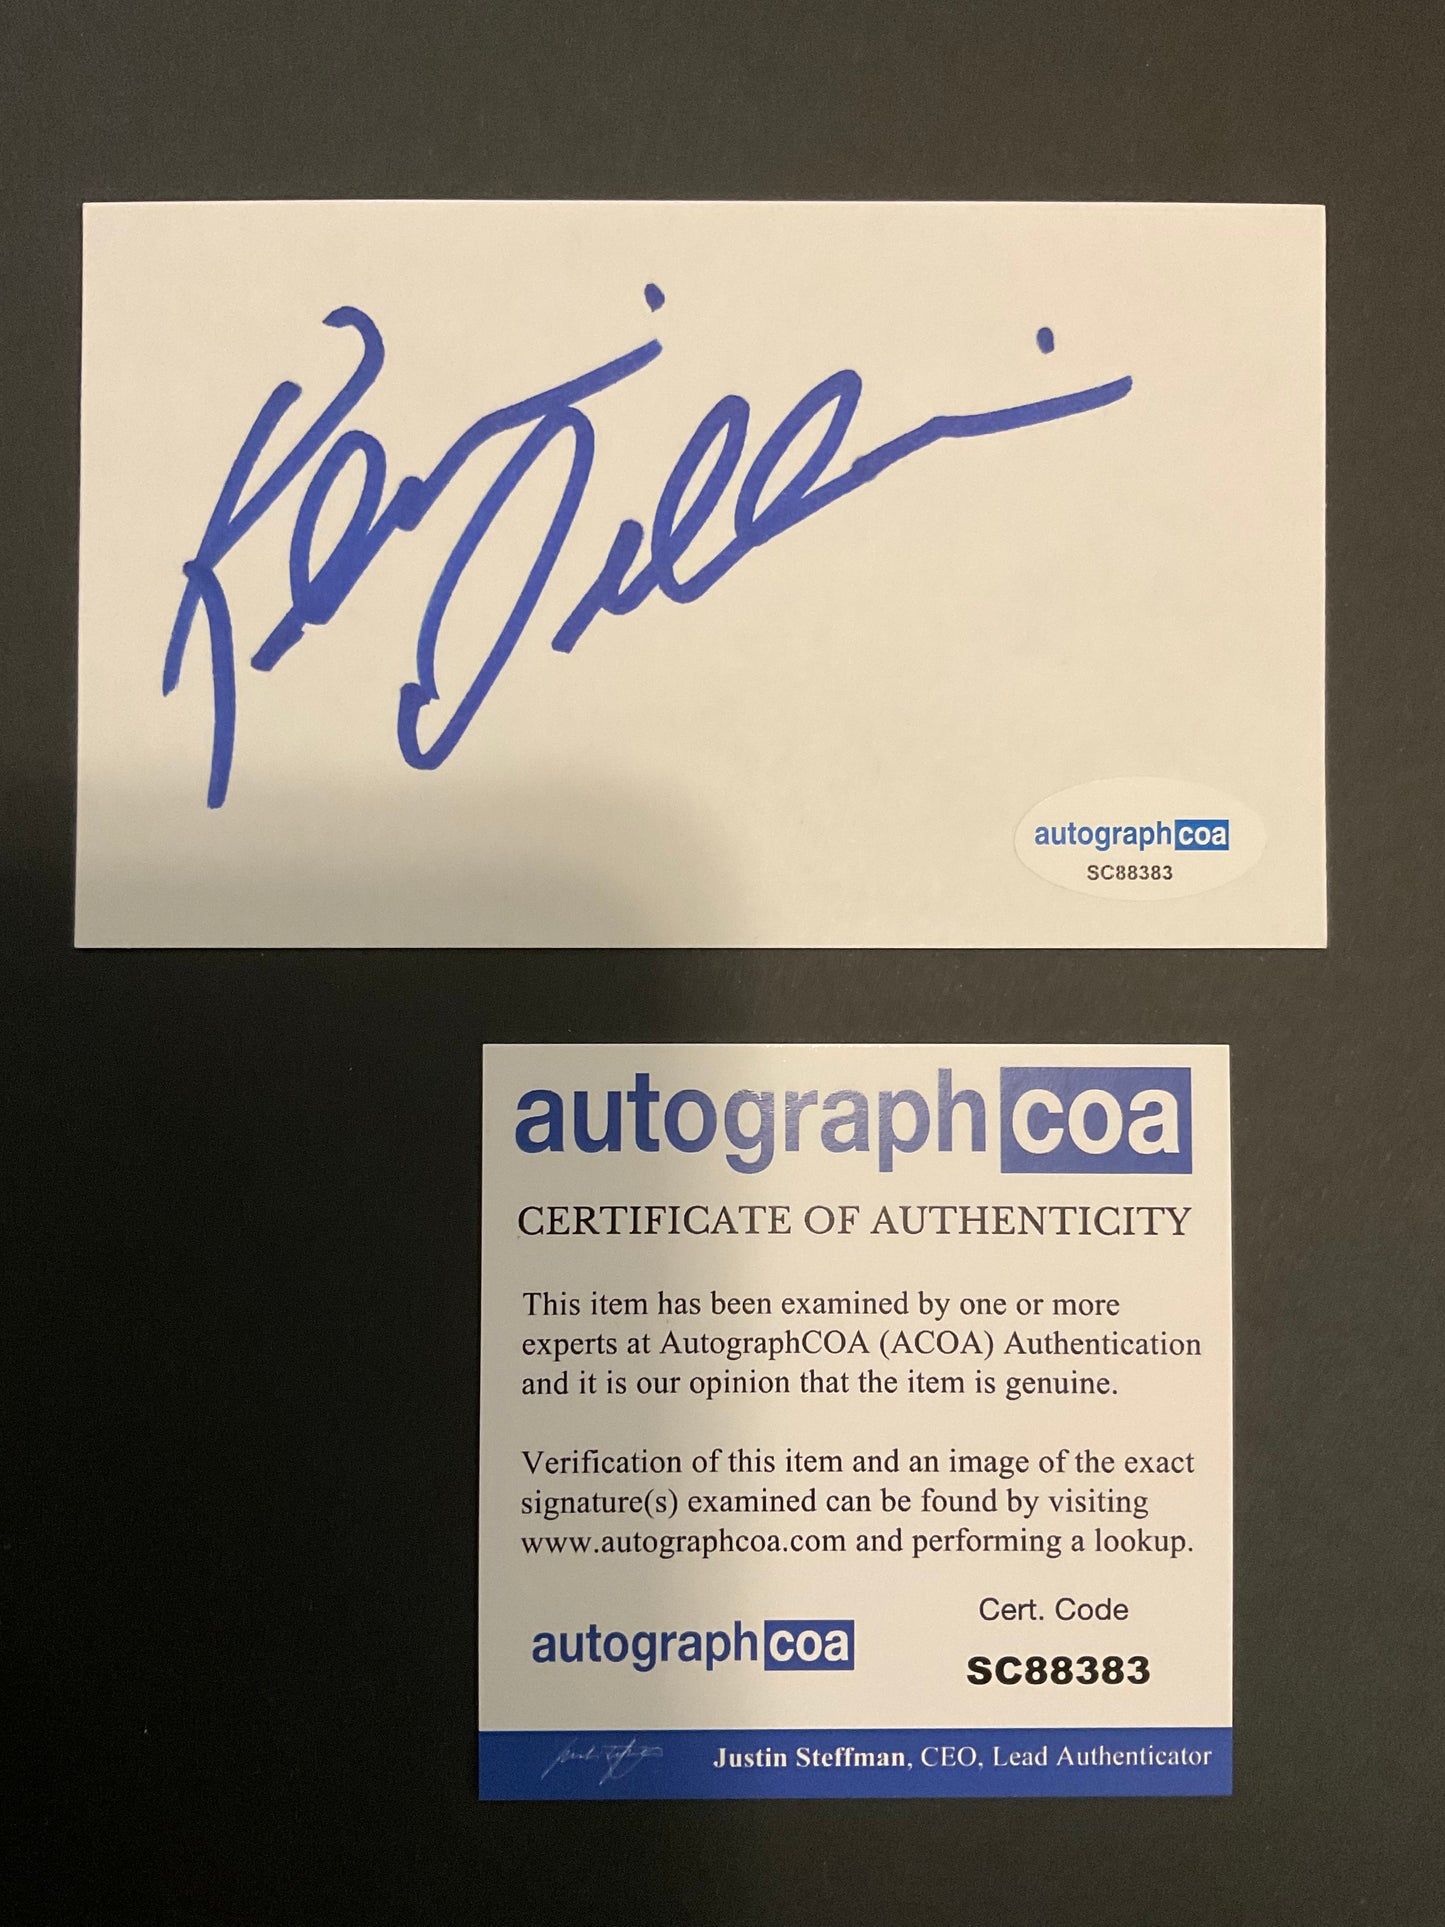 autographcoa
SC88383
autographcoa
CERTIFICATE OF AUTHENTICITY
This item has been examined by one or more
experts at AutographCOA (ACOA) Authentication
and it is our opinion that the item is genuine.
Verification of this item and an image of the exact
signature(s) examined can be found by visiting
www.autographcoa.com and performing a lookup.
Cert. Code
autographcoa
SC88383
Justin Steffman, CEO, Lead Authenticator